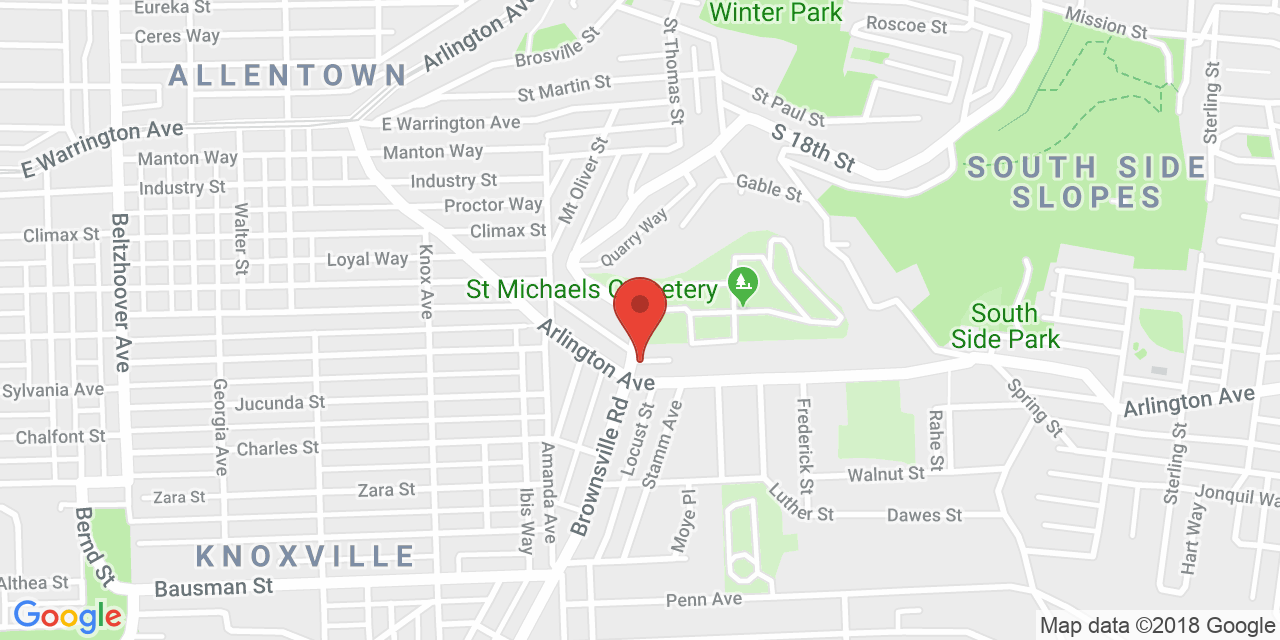 Eureka St
Ceres Way
ALLENTOWN
Arlington Ave
Brosville St
St Thomas St
Winter Park
Roscoe St
Mission St
Sterling St
E Warrington Ave
St Martin St
E Warrington Ave
St Paul St
S 18th St
Manton Way
Manton Way
Industry St
Industry St
Mt Oliver St
Gable St
SOUTH SIDE
SLOPES
Proctor Way
Climax St
Climax St
Walter St
Beltzhoover Ave
Quarry Way
Loyal Way
Knox Ave
St Michaels
South
Side Park
Arlington Ave
Sylvania Ave
Georgia Ave
Jucunda St
Chalfont St
Charles St
Brownsville Rd
Locust St
Stamm Ave
Frederick St
Rahe St
Spring St
Arlington Ave
Sterling St
Amanda Ave
Ibis Way
Zara St
Zara St
Walnut St
Luther St
Dawes St
Moye Pl
Jonquil Wa
Hart Way
Bernd St
KNOXVILLE
Althea St
Bausman St
Penn Ave
Google
Map data ©2018 Google